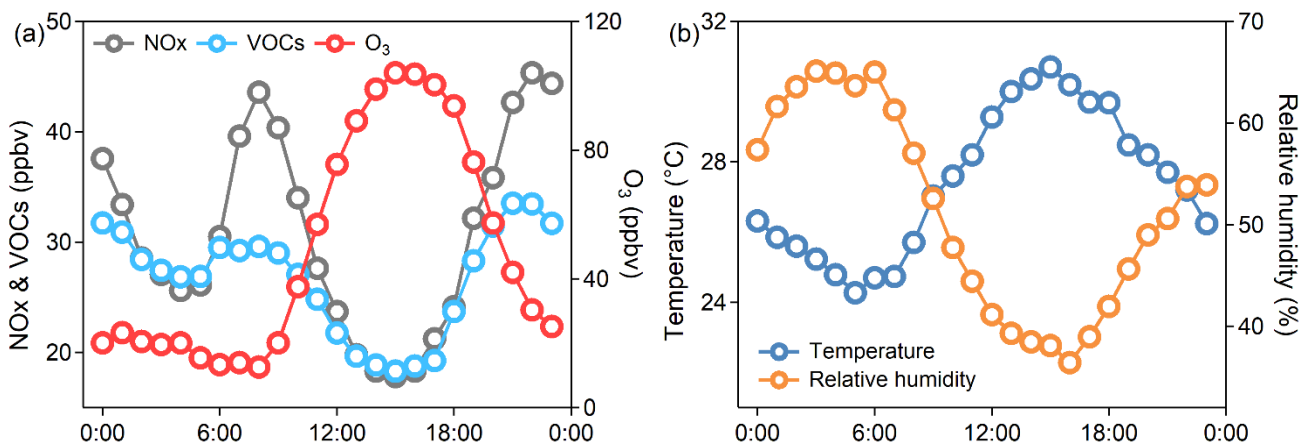 (a)
NOx VOCs O₃
NOx & VOCs (ppbv)
50
40
30
20
O₃ (ppbv)
120
80
40
0
0:00 6:00 12:00 18:00 0:00
(b)
Temperature (°C)
32
28
24
Relative humidity (%)
70
60
50
40
Temperature
Relative humidity
0:00 6:00 12:00 18:00 0:00